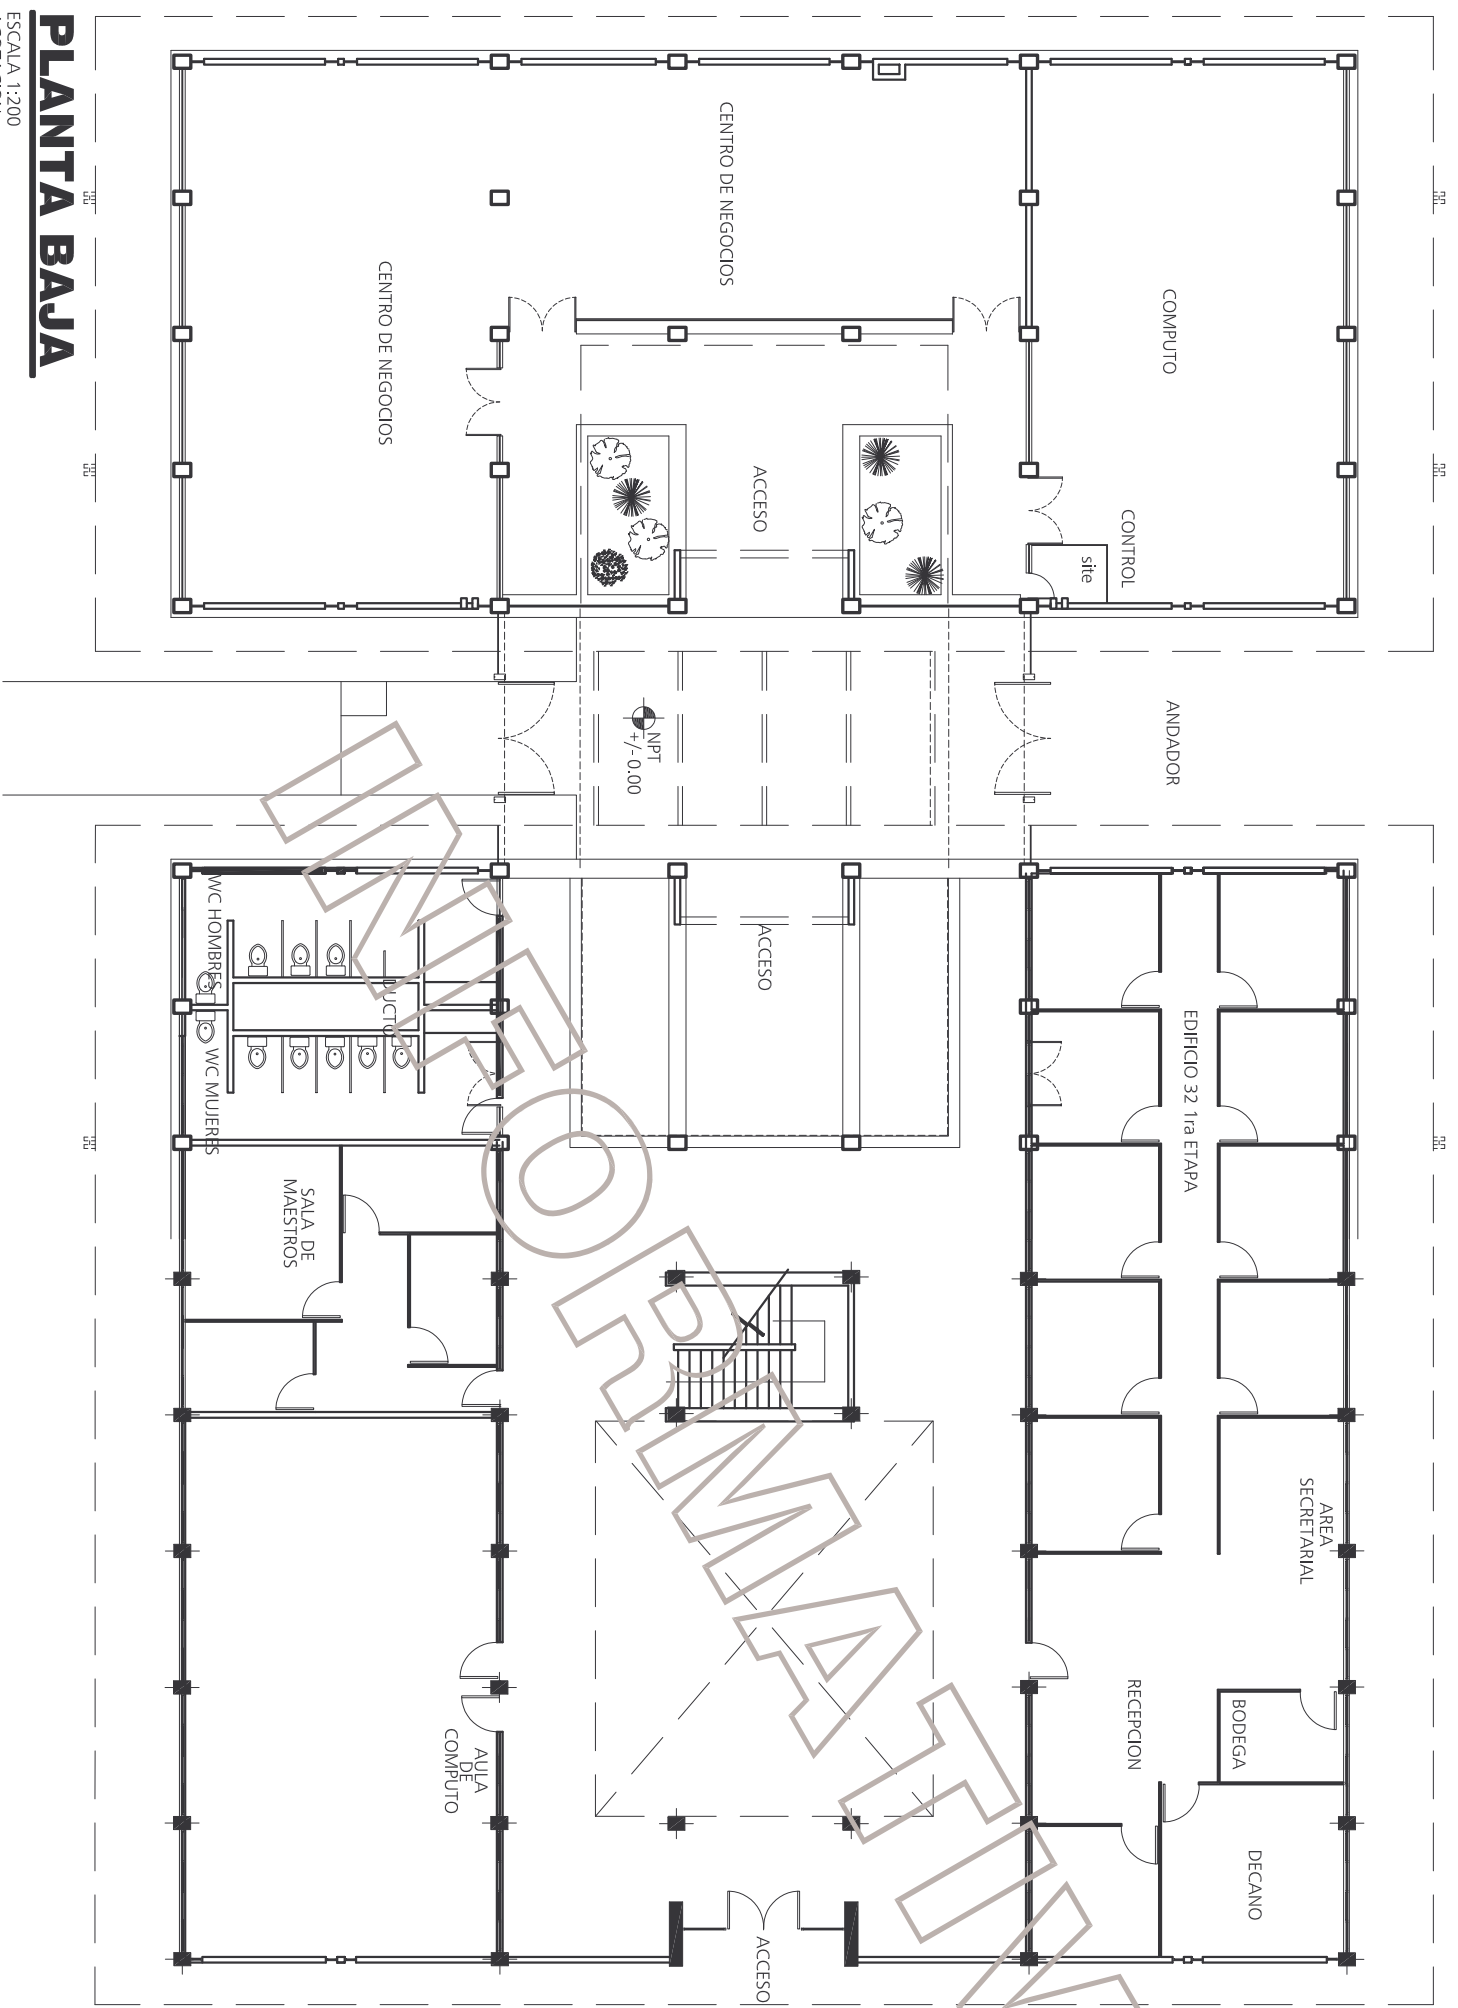 PLANTA BAJA
ESCALA 1:200
COMPUTO
CONTROL
site
CENTRO DE NEGOCIOS
ACCESO
CENTRO DE NEGOCIOS
ANDADOR
NPT
+/- 0.00
EDIFICIO 32 1ra ETAPA
AREA
SECRETARIAL
RECEPCION
BODEGA
DECANO
ACCESO
ACCESO
WC HOMBRES
DUCTO
WC MUJERES
SALA DE
MAESTROS
AULA
DE
COMPUTO
INFORMATIV